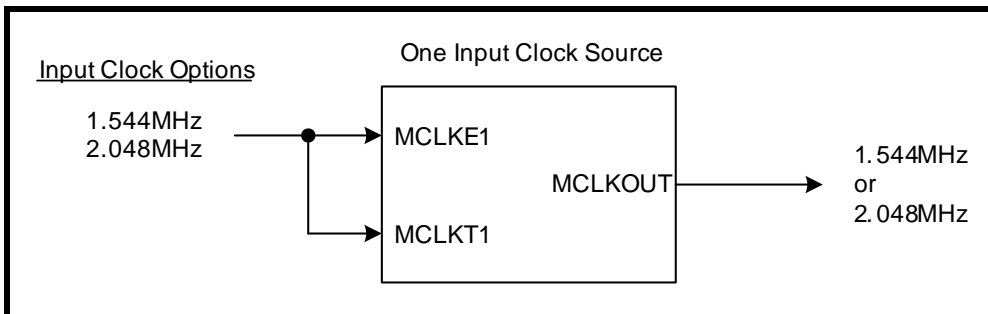 One Input Clock Source
Input Clock Options
1.544MHz
2.048MHz
MCLKE1
MCLKT1
MCLKOUT
1.544MHz
or
2.048MHz